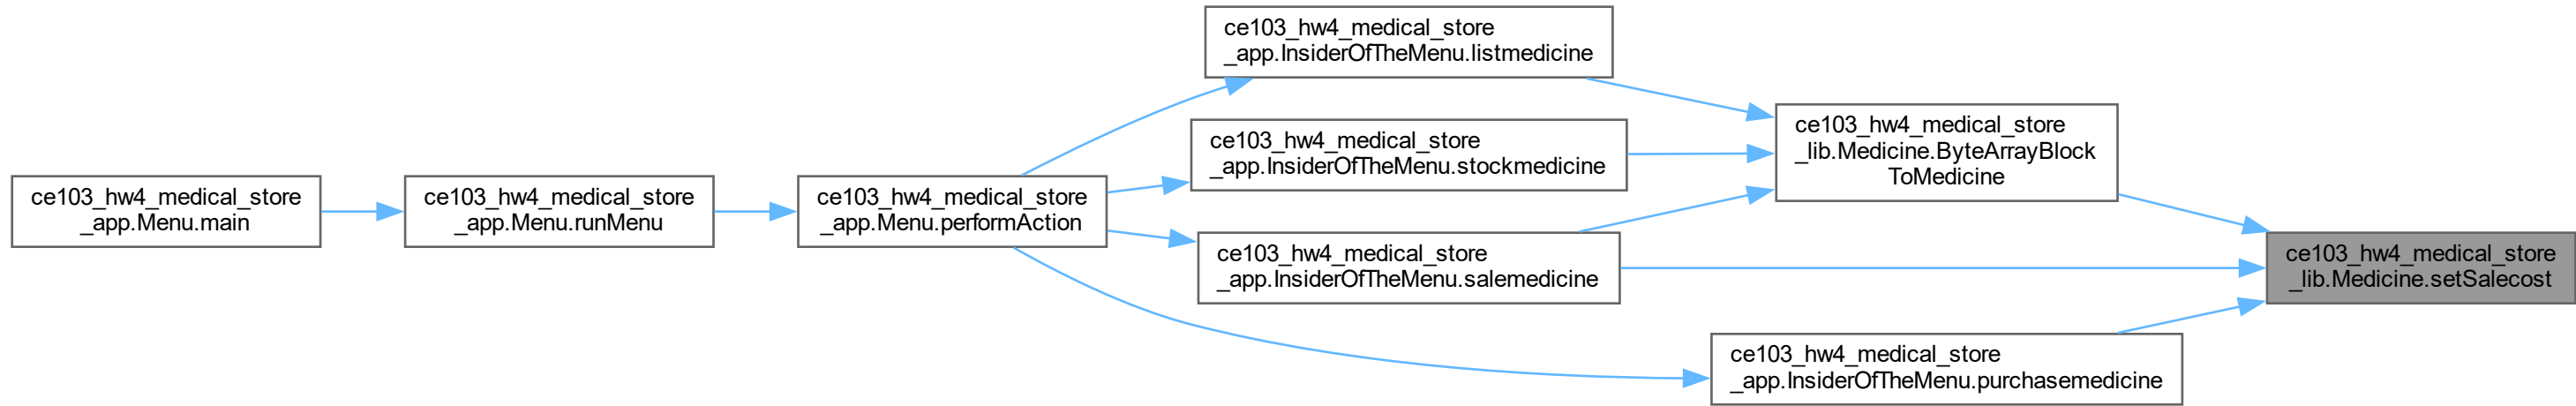 ce103_hw4_medical_store
_app.Menu.main
ce103_hw4_medical_store
_app.Menu.runMenu
ce103_hw4_medical_store
_app.Menu.performAction
ce103_hw4_medical_store
_app.InsiderOfTheMenu.listmedicine
ce103_hw4_medical_store
_app.InsiderOfTheMenu.stockmedicine
ce103_hw4_medical_store
_app.InsiderOfTheMenu.salemedicine
ce103_hw4_medical_store
_app.InsiderOfTheMenu.purchasemedicine
ce103_hw4_medical_store
_lib.Medicine.ByteArrayBlock
ToMedicine
ce103_hw4_medical_store
_lib.Medicine.setSalecost